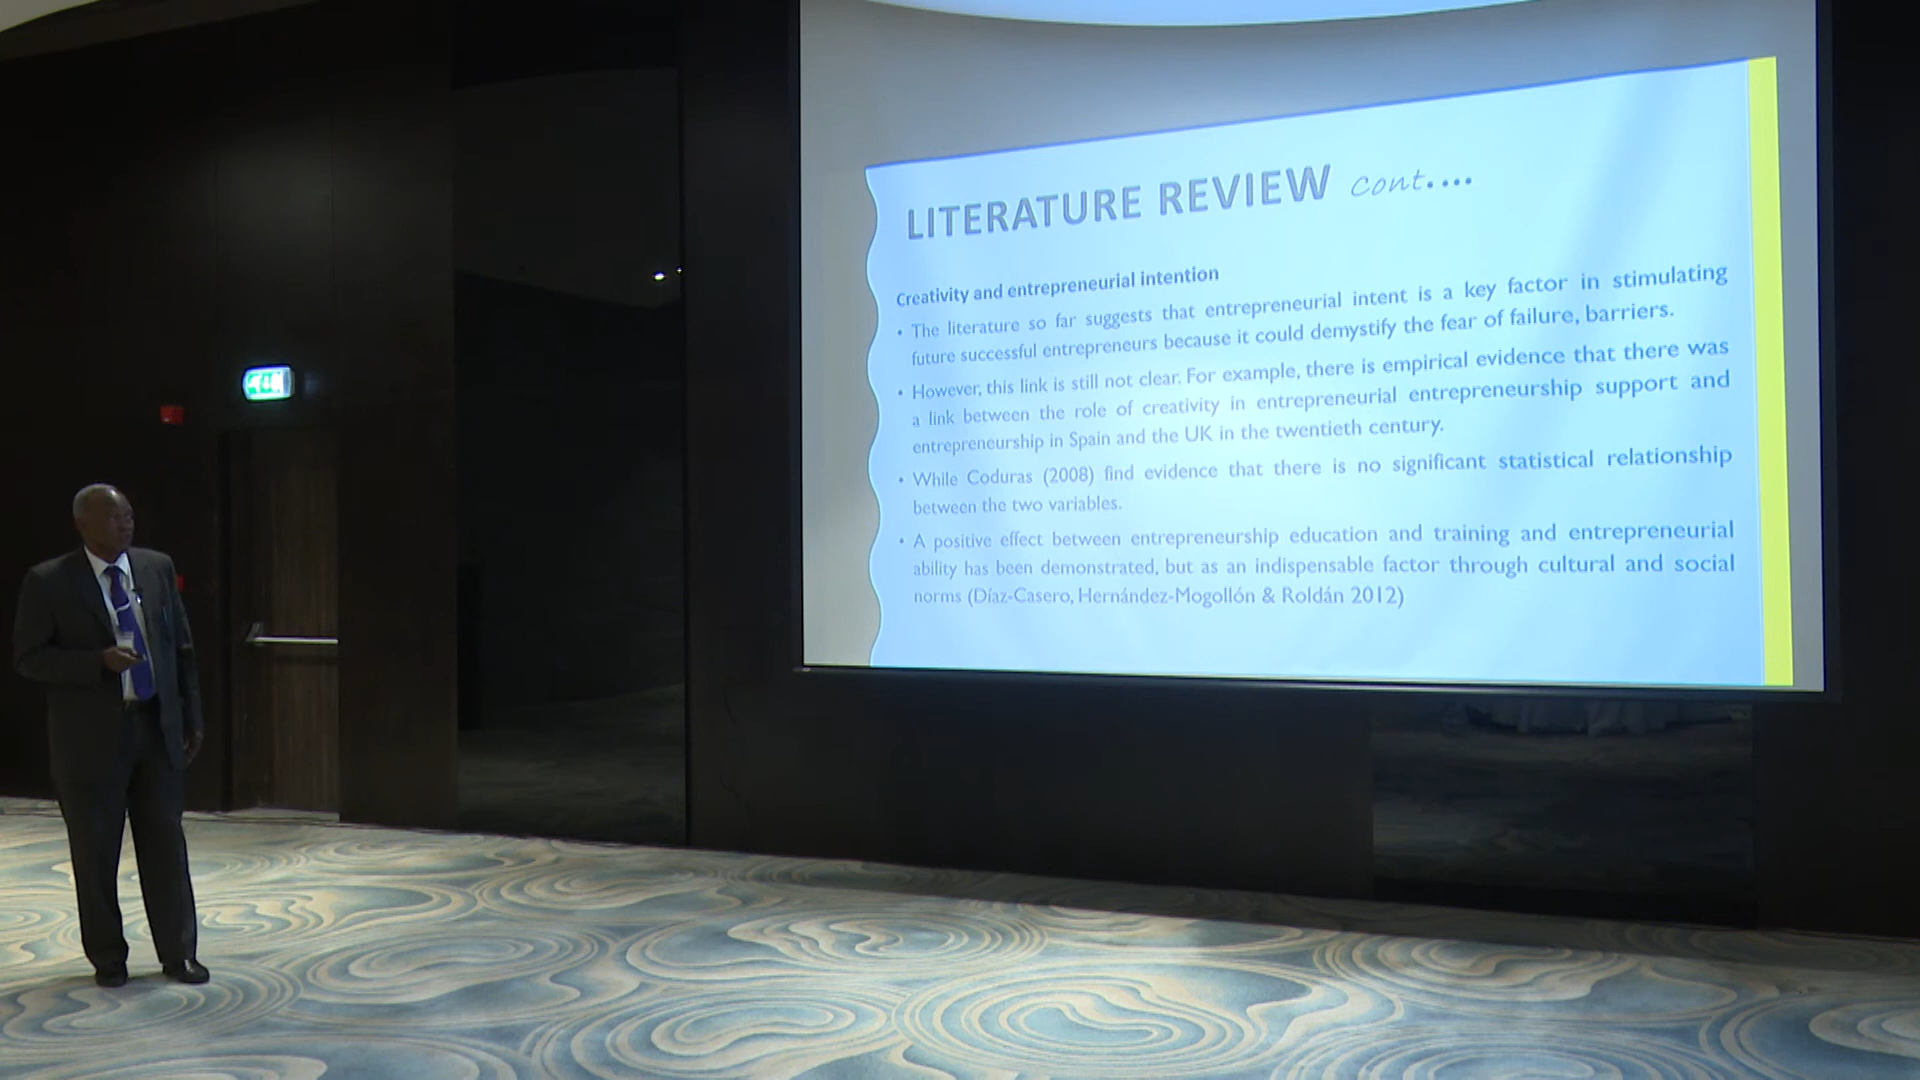 LITERATURE REVIEW cont....
Creativity and entrepreneurial intention
• The literature so far suggests that entrepreneurial intent is a key factor in stimulating
future successful entrepreneurs because it could demystify the fear of failure, barriers.
• However, this link is still not clear. For example, there is empirical evidence that there was
a link between the role of creativity in entrepreneurial entrepreneurship support and
entrepreneurship in Spain and the UK in the twentieth century.
• While Coduras (2008) find evidence that there is no significant statistical relationship
between the two variables.
• A positive effect between entrepreneurship education and training and entrepreneurial
ability has been demonstrated, but as an indispensable factor through cultural and social
norms (Díaz-Casero, Hernández-Mogollón & Roldán 2012)